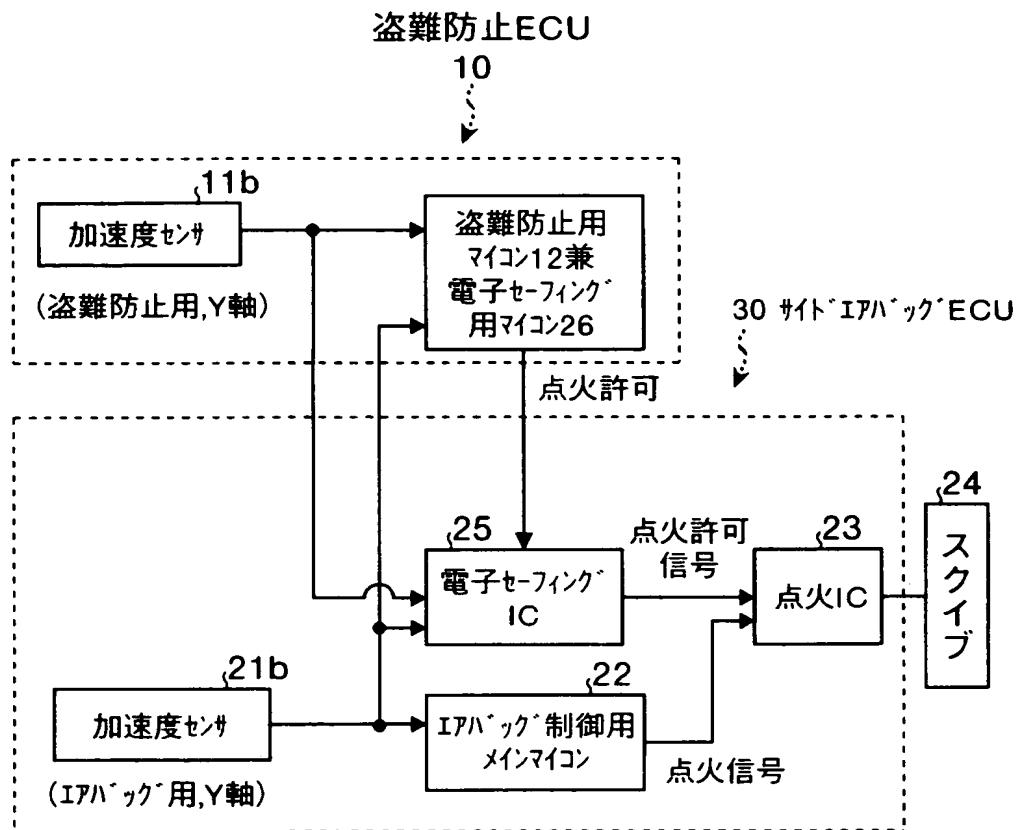 盗難防止ECU
10
11b
加速度ｾﾝｻ
(盗難防止用,Y軸)
盗難防止用
ﾏｲｺﾝ12兼
電子ｾｰﾌｨﾝｸﾞ
用ﾏｲｺﾝ26
30 ｻｲﾄﾞｴｱﾊﾞｯｸﾞECU
点火許可
25
電子ｾｰﾌｨﾝｸﾞ
IC
点火許可
信号
23
点火IC
24
スクイブ
21b
加速度ｾﾝｻ
(ｴｱﾊﾞｯｸﾞ用,Y軸)
22
ｴｱﾊﾞｯｸﾞ制御用
ﾒｲﾝﾏｲｺﾝ
点火信号